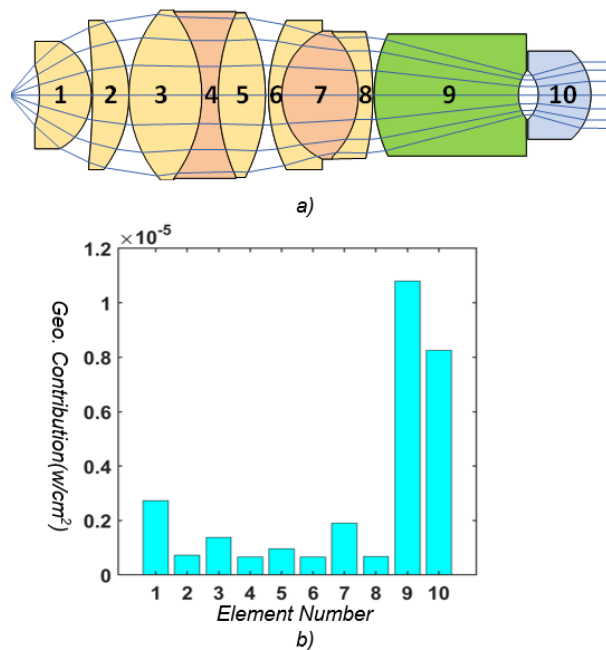 1 2 3 4 5 6 7 8 9 10
a)
×10⁻⁵
1.2
1
0.8
0.6
0.4
0.2
0
Geo. Contribution(w/cm²)
1 2 3 4 5 6 7 8 9 10
Element Number
b)